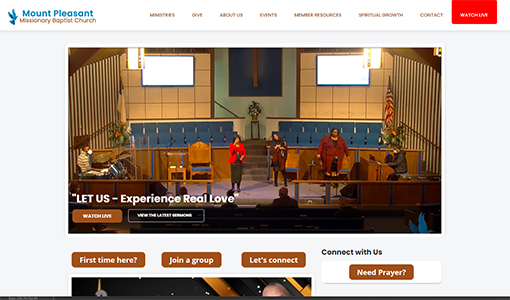 Mount Pleasant
Missionary Baptist Church
MINISTRIES GIVE ABOUT US EVENTS MEMBER RESOURCES SPIRITUAL GROWTH CONTACT WATCH LIVE
"LET US - Experience Real Love
WATCH LIVE VIEW THE LATEST SERMONS
First time here? Join a group Let's connect
Connect with Us
Need Prayer?